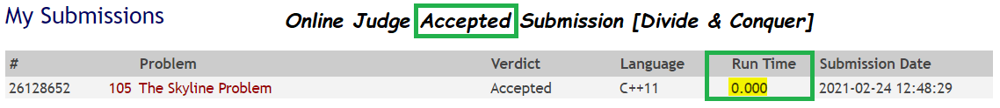 My Submissions
Online Judge Accepted Submission [Divide & Conquer]
# Problem Verdict Language Run Time Submission Date
26128652 105 The Skyline Problem Accepted C++11 0.000 2021-02-24 12:48:29